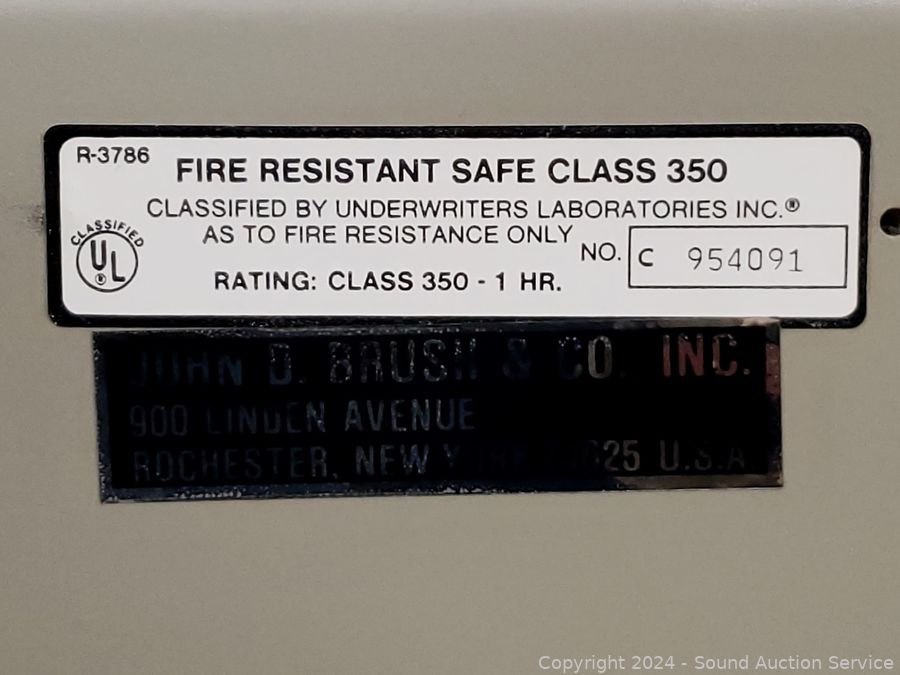 R-3786
FIRE RESISTANT SAFE CLASS 350
CLASSIFIED BY UNDERWRITERS LABORATORIES INC.®
AS TO FIRE RESISTANCE ONLY
CLASSIFIED
UL®
NO. C 954091
RATING: CLASS 350 - 1 HR.
JOHN D. BRUSH & CO. INC.
900 LINDEN AVENUE
ROCHESTER, NEW YORK U.S.A
Copyright 2024 - Sound Auction Service